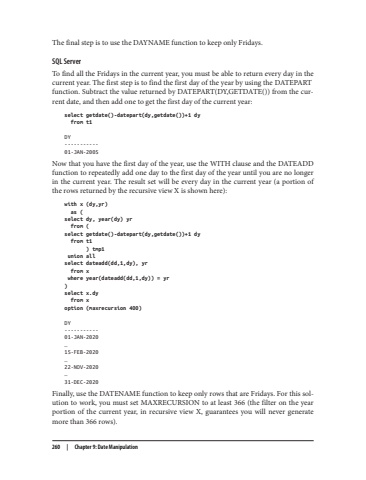 The final step is to use the DAYNAME function to keep only Fridays.
SQL Server
To find all the Fridays in the current year, you must be able to return every day in the
current year. The first step is to find the first day of the year by using the DATEPART
function. Subtract the value returned by DATEPART(DY,GETDATE()) from the cur-
rent date, and then add one to get the first day of the current year:
select getdate()-datepart(dy,getdate())+1 dy
from t1
DY
-----------
01-JAN-2005
Now that you have the first day of the year, use the WITH clause and the DATEADD
function to repeatedly add one day to the first day of the year until you are no longer
in the current year. The result set will be every day in the current year (a portion of
the rows returned by the recursive view X is shown here):
with x (dy,yr)
as (
select dy, year(dy) yr
from (
select getdate()-datepart(dy,getdate())+1 dy
from t1
) tmp1
union all
select dateadd(dd,1,dy), yr
from x
where year(dateadd(dd,1,dy)) = yr
)
select x.dy
from x
option (maxrecursion 400)
DY
-----------
01-JAN-2020
…
15-FEB-2020
…
22-NOV-2020
…
31-DEC-2020
Finally, use the DATENAME function to keep only rows that are Fridays. For this sol-
ution to work, you must set MAXRECURSION to at least 366 (the filter on the year
portion of the current year, in recursive view X, guarantees you will never generate
more than 366 rows).
260 | Chapter 9: Date Manipulation